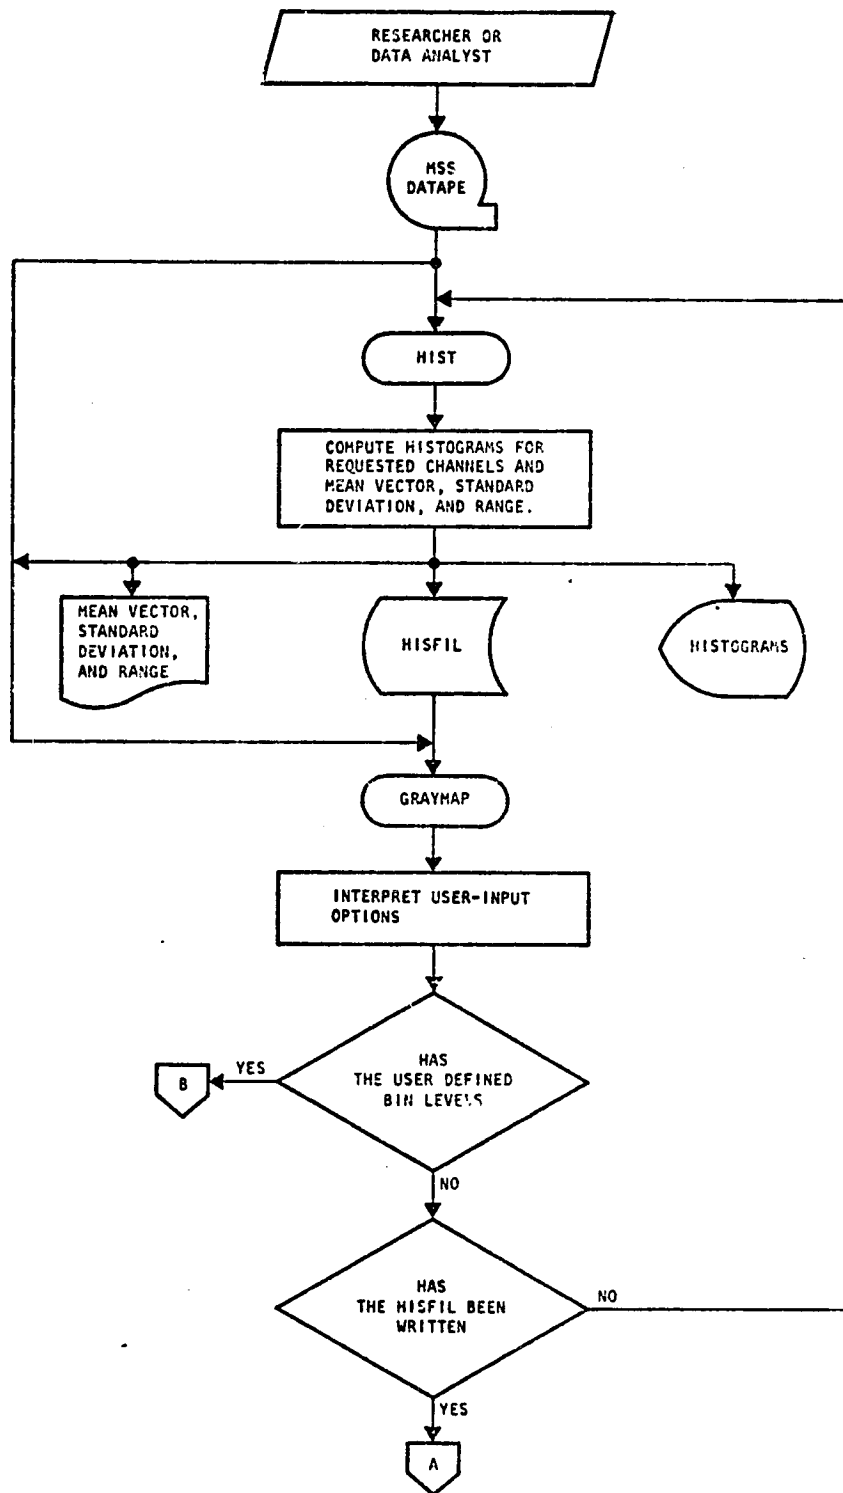 RESEARCHER OR
DATA ANALYST
MSS
DATAPE
HIST
COMPUTE HISTOGRAMS FOR
REQUESTED CHANNELS AND
MEAN VECTOR, STANDARD
DEVIATION, AND RANGE.
MEAN VECTOR,
STANDARD
DEVIATION,
AND RANGE
HISFIL
HISTOGRAMS
GRAYMAP
INTERPRET USER-INPUT
OPTIONS
HAS
THE USER DEFINED
BIN LEVELS
YES
B
NO
HAS
THE HISFIL BEEN
WRITTEN
NO
YES
A